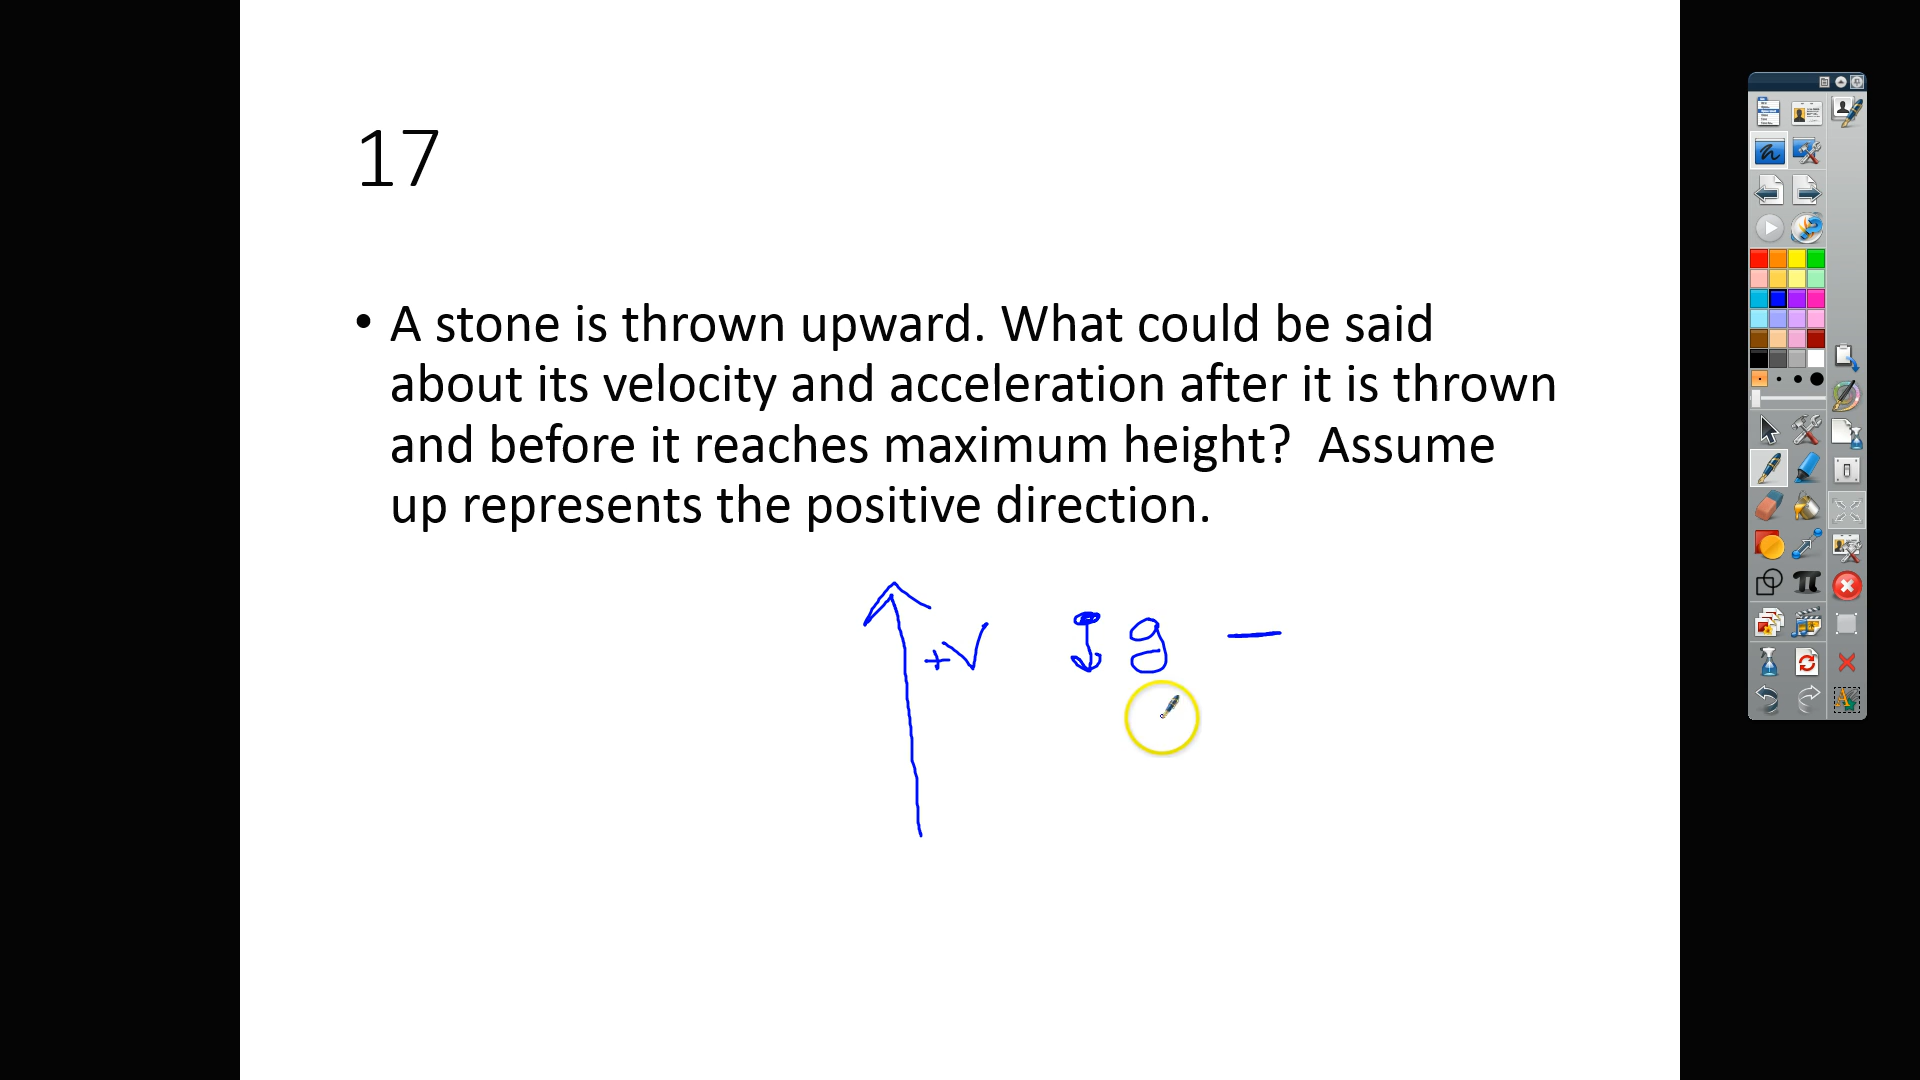 17
• A stone is thrown upward. What could be said
about its velocity and acceleration after it is thrown
and before it reaches maximum height? Assume
up represents the positive direction.
+V g −